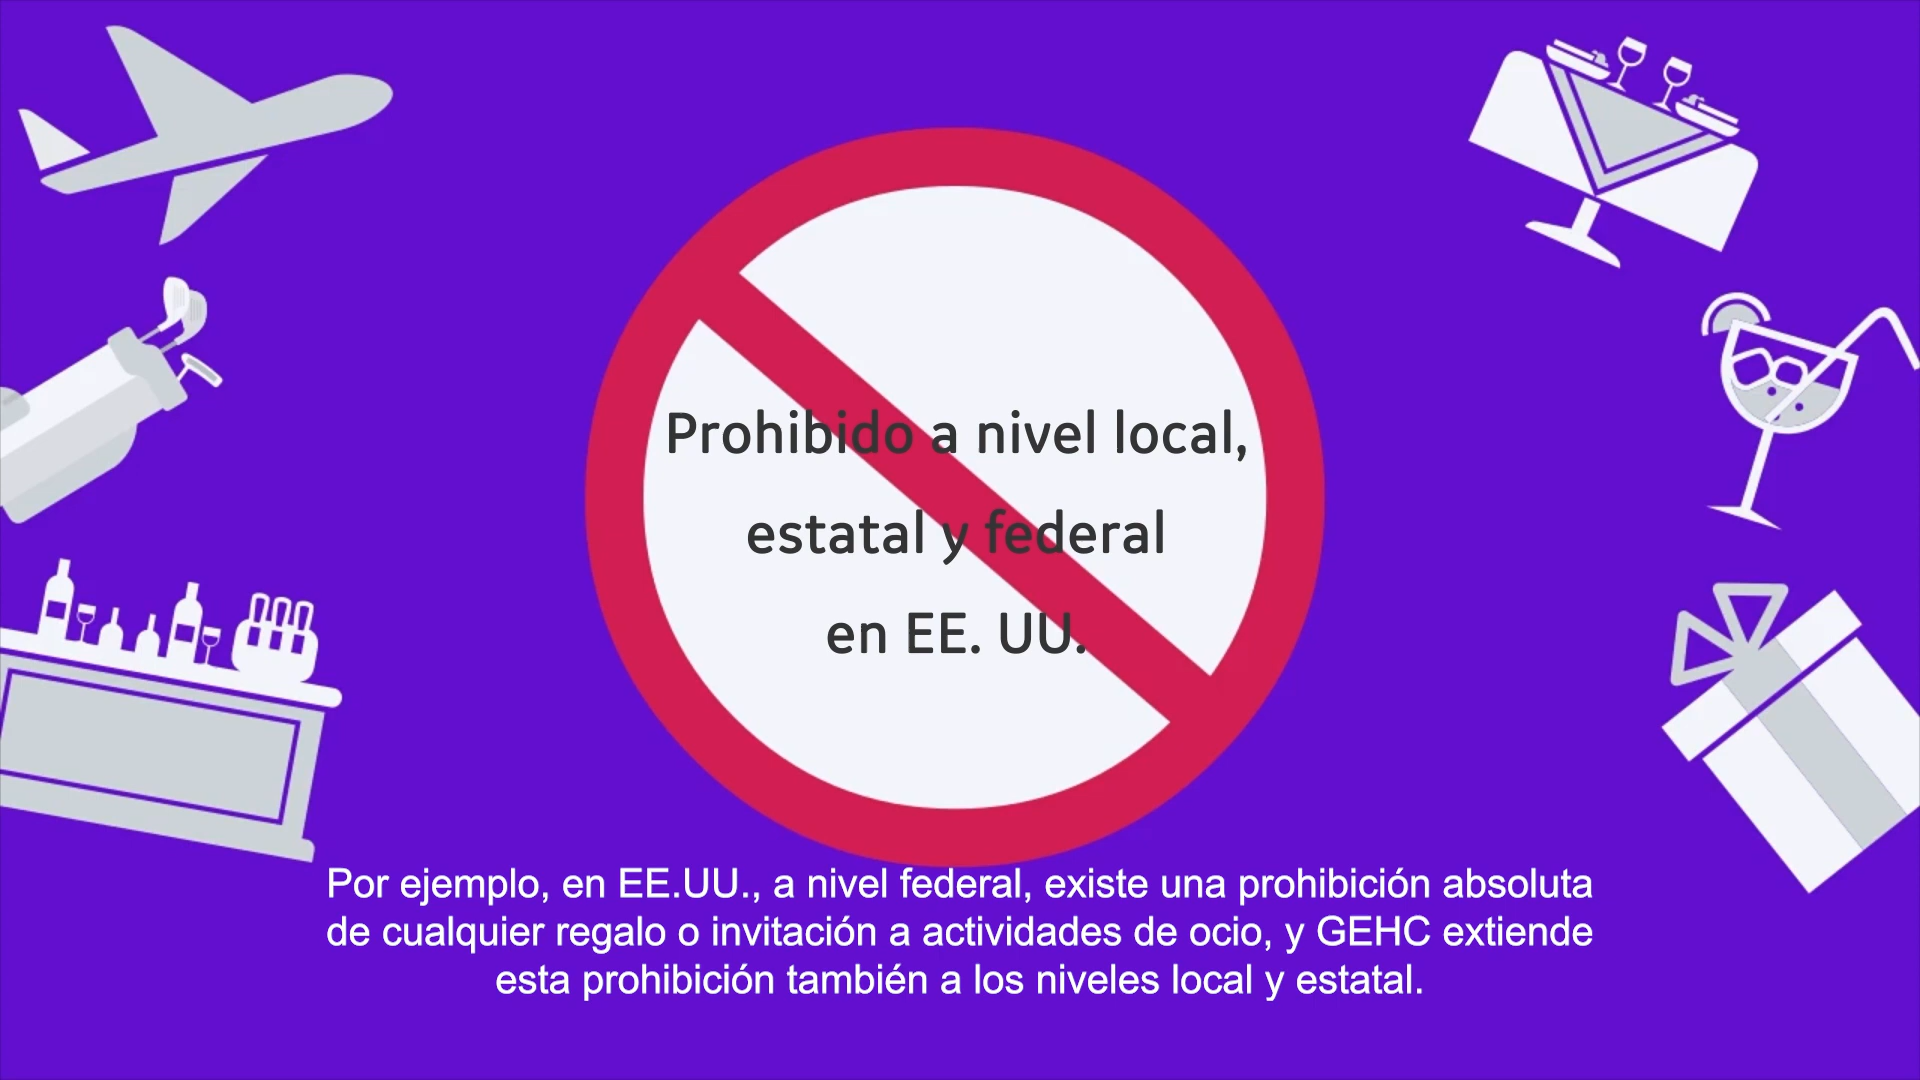 Prohibido a nivel local,
estatal y federal
en EE. UU.
Por ejemplo, en EE.UU., a nivel federal, existe una prohibición absoluta
de cualquier regalo o invitación a actividades de ocio, y GEHC extiende
esta prohibición también a los niveles local y estatal.